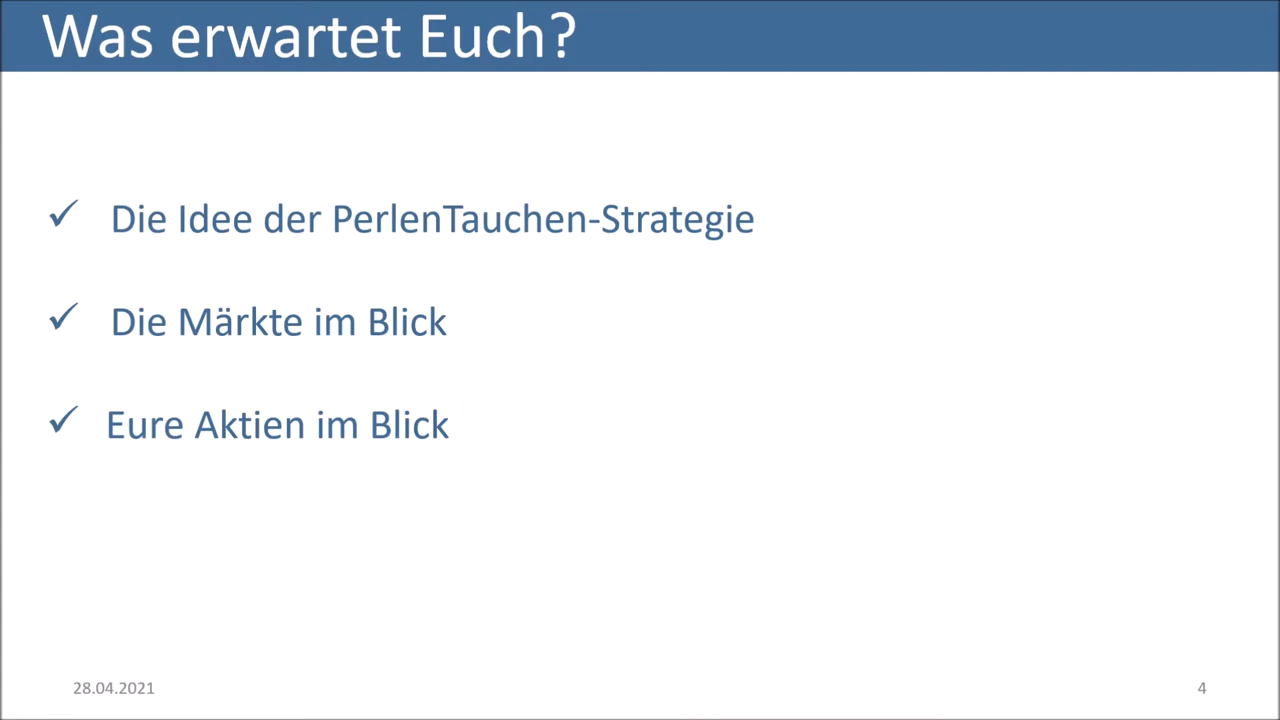 Was erwartet Euch?
✓ Die Idee der PerlenTauchen-Strategie
✓ Die Märkte im Blick
✓ Eure Aktien im Blick
28.04.2021
4